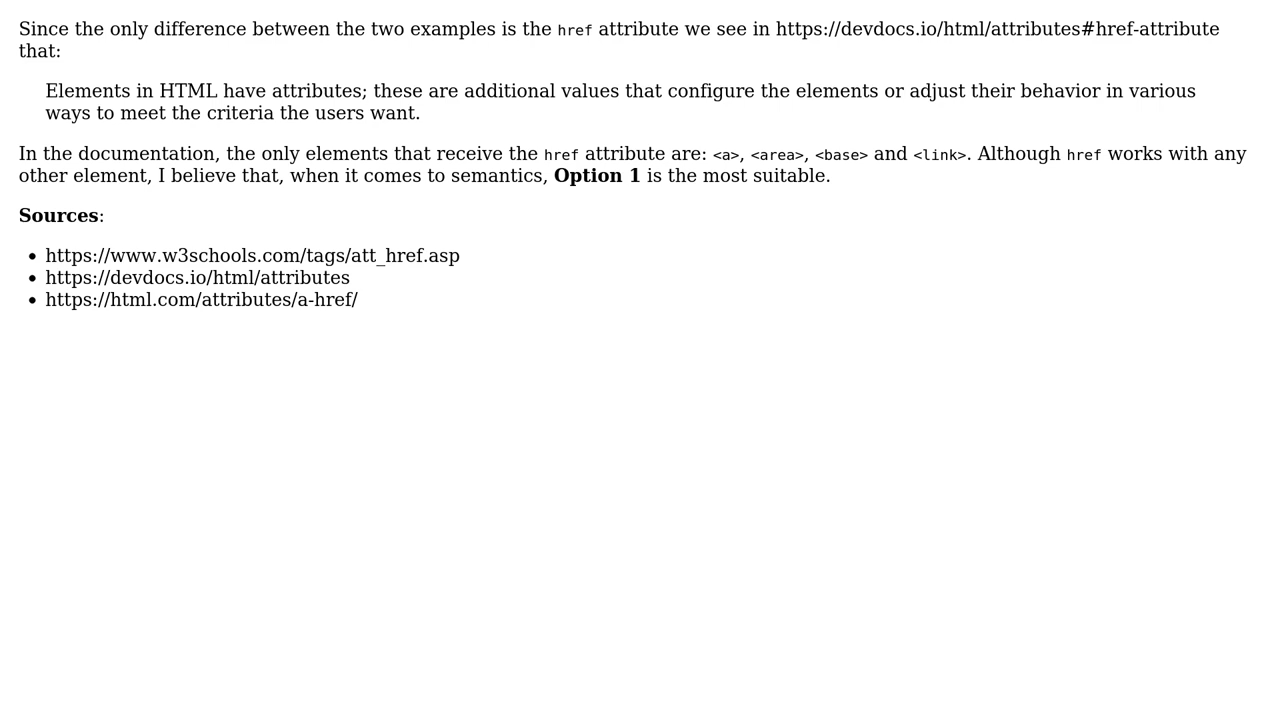 Since the only difference between the two examples is the href attribute we see in https://devdocs.io/html/attributes#href-attribute
that:
Elements in HTML have attributes; these are additional values that configure the elements or adjust their behavior in various
ways to meet the criteria the users want.
In the documentation, the only elements that receive the href attribute are: <a>, <area>, <base> and <link>. Although href works with any
other element, I believe that, when it comes to semantics, Option 1 is the most suitable.
Sources:
• https://www.w3schools.com/tags/att_href.asp
• https://devdocs.io/html/attributes
• https://html.com/attributes/a-href/